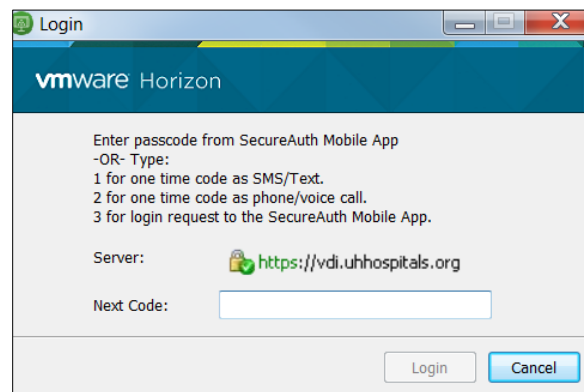 Login
vmware Horizon
Enter passcode from SecureAuth Mobile App
-OR- Type:
1 for one time code as SMS/Text.
2 for one time code as phone/voice call.
3 for login request to the SecureAuth Mobile App.
Server: https://vdi.uhhospitals.org
Next Code:
Login Cancel